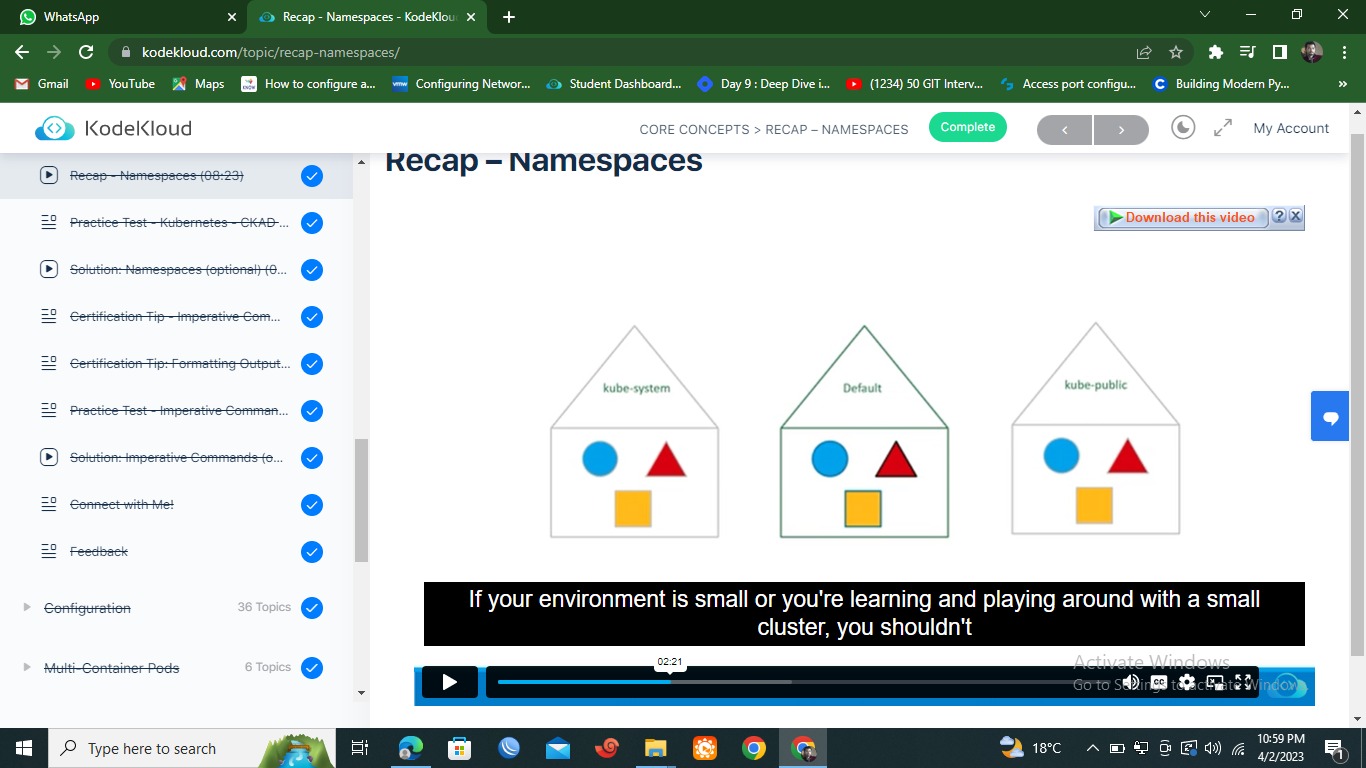 WhatsApp
Recap - Namespaces - KodeKlou
kodekloud.com/topic/recap-namespaces/
Gmail YouTube Maps How to configure a... Configuring Networ... Student Dashboard... Day 9 : Deep Dive i... (1234) 50 GIT Interv... Access port configu... Building Modern Py... »
KodeKloud
CORE CONCEPTS > RECAP – NAMESPACES
Complete
My Account
Recap - Namespaces (08:23)
Practice Test - Kubernetes - CKAD ...
Solution: Namespaces (optional) (0...
Certification Tip - Imperative Com...
Certification Tip: Formatting Output...
Practice Test - Imperative Comman...
Solution: Imperative Commands (o...
Connect with Me!
Feedback
Configuration 36 Topics
Multi-Container Pods 6 Topics
Recap – Namespaces
Download this video ? X
kube-system
Default
kube-public
If your environment is small or you're learning and playing around with a small
cluster, you shouldn't
02:21
CC
Activate Windows
Go to Settings to activate Windows.
Type here to search
18°C
10:59 PM
4/2/2023
1